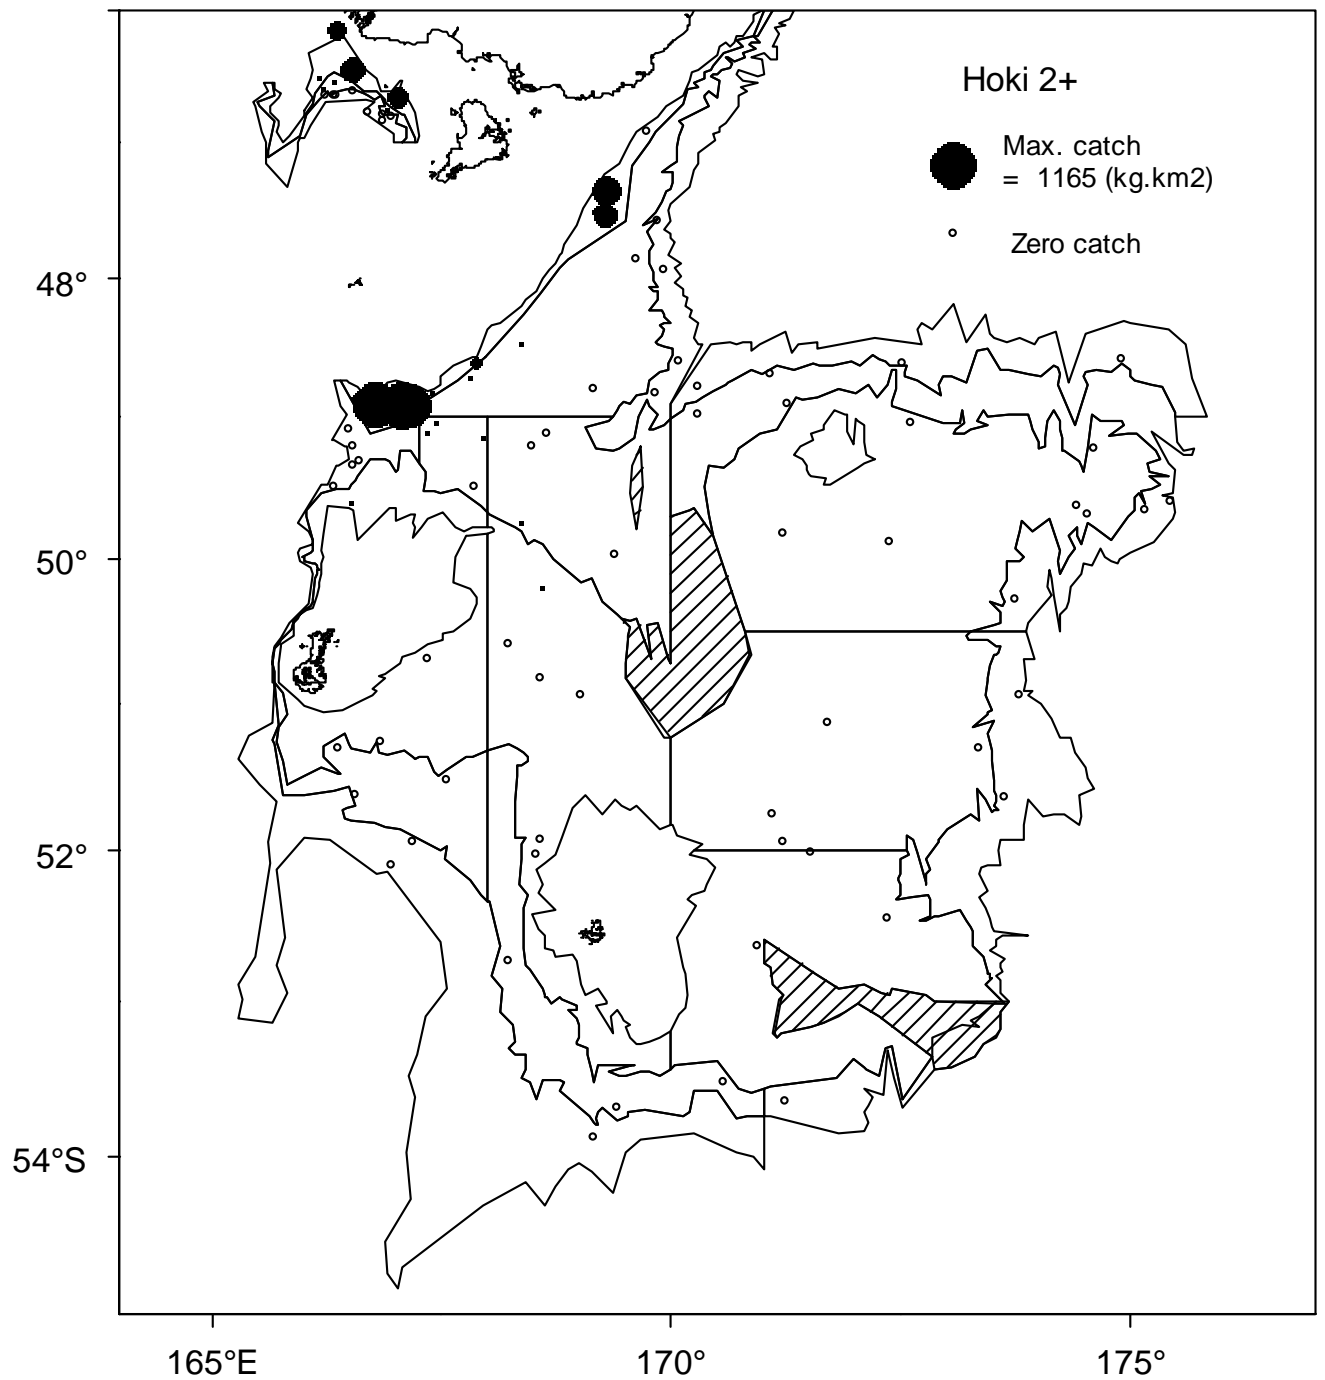 Hoki 2+
Max. catch
= 1165 (kg.km2)
Zero catch
48°
50°
52°
54°S
165°E
170°
175°